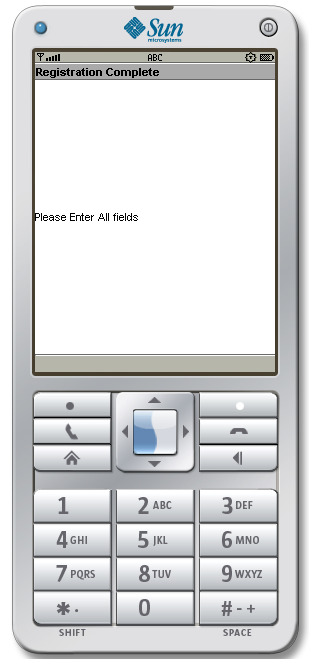 Sun
microsystems
ABC
Registration Complete
Please Enter All fields
1 2 ABC 3 DEF
4 GHI 5 JKL 6 MNO
7 PQRS 8 TUV 9 WXYZ
* . 0 # - +
SHIFT SPACE